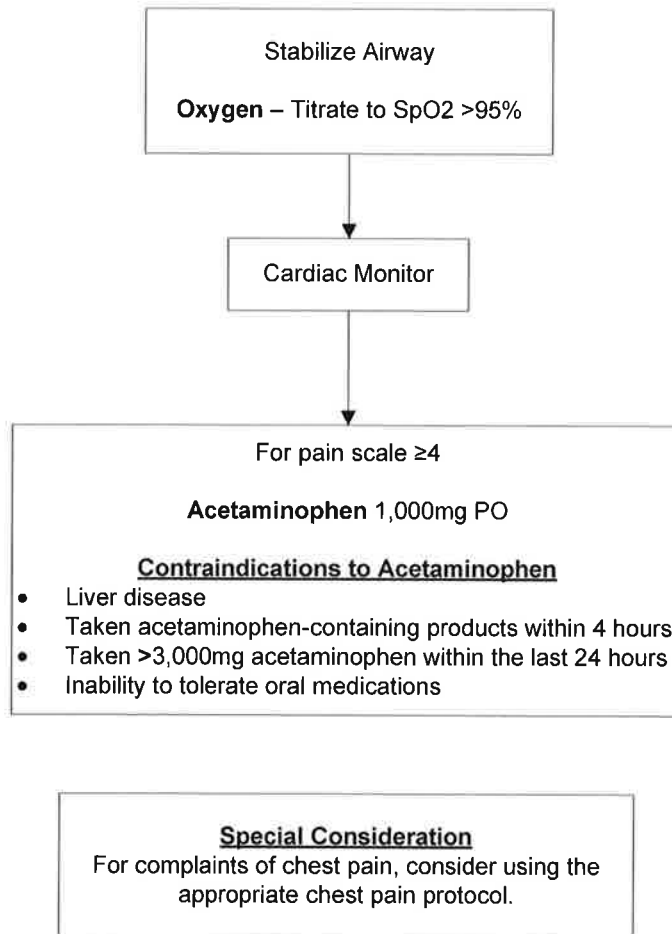 Stabilize Airway
Oxygen – Titrate to SpO2 >95%
Cardiac Monitor
For pain scale ≥4
Acetaminophen 1,000mg PO
Contraindications to Acetaminophen
• Liver disease
• Taken acetaminophen-containing products within 4 hours
• Taken >3,000mg acetaminophen within the last 24 hours
• Inability to tolerate oral medications
Special Consideration
For complaints of chest pain, consider using the
appropriate chest pain protocol.